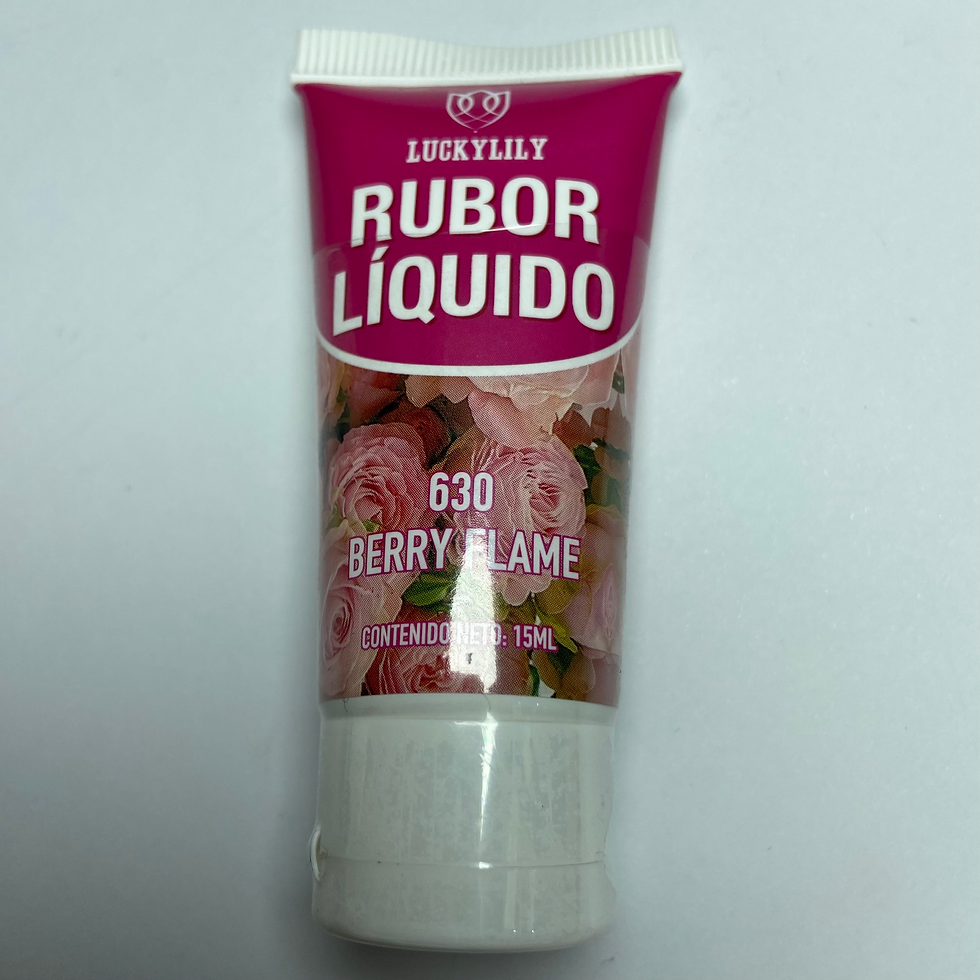 LUCKYLILY
RUBOR
LÍQUIDO
630
BERRY FLAME
CONTENIDO NETO: 15ML